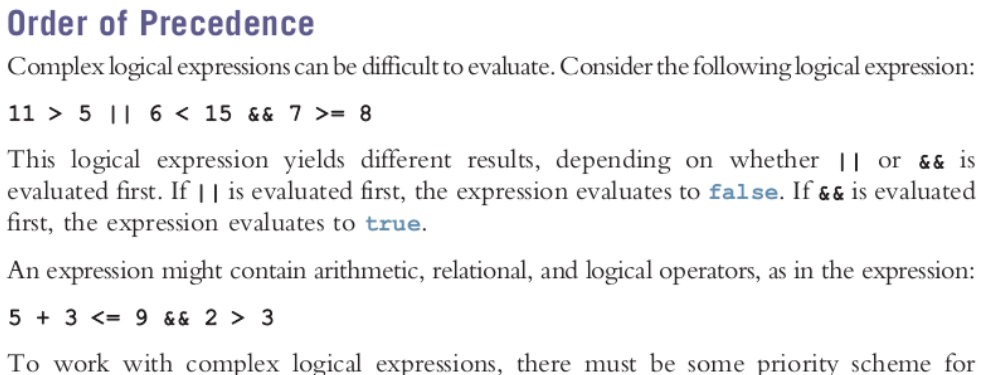 Order of Precedence
Complex logical expressions can be difficult to evaluate. Consider the following logical expression:
11 > 5 || 6 < 15 && 7 >= 8
This logical expression yields different results, depending on whether || or && is
evaluated first. If || is evaluated first, the expression evaluates to false. If && is evaluated
first, the expression evaluates to true.
An expression might contain arithmetic, relational, and logical operators, as in the expression:
5 + 3 <= 9 && 2 > 3
To work with complex logical expressions, there must be some priority scheme for